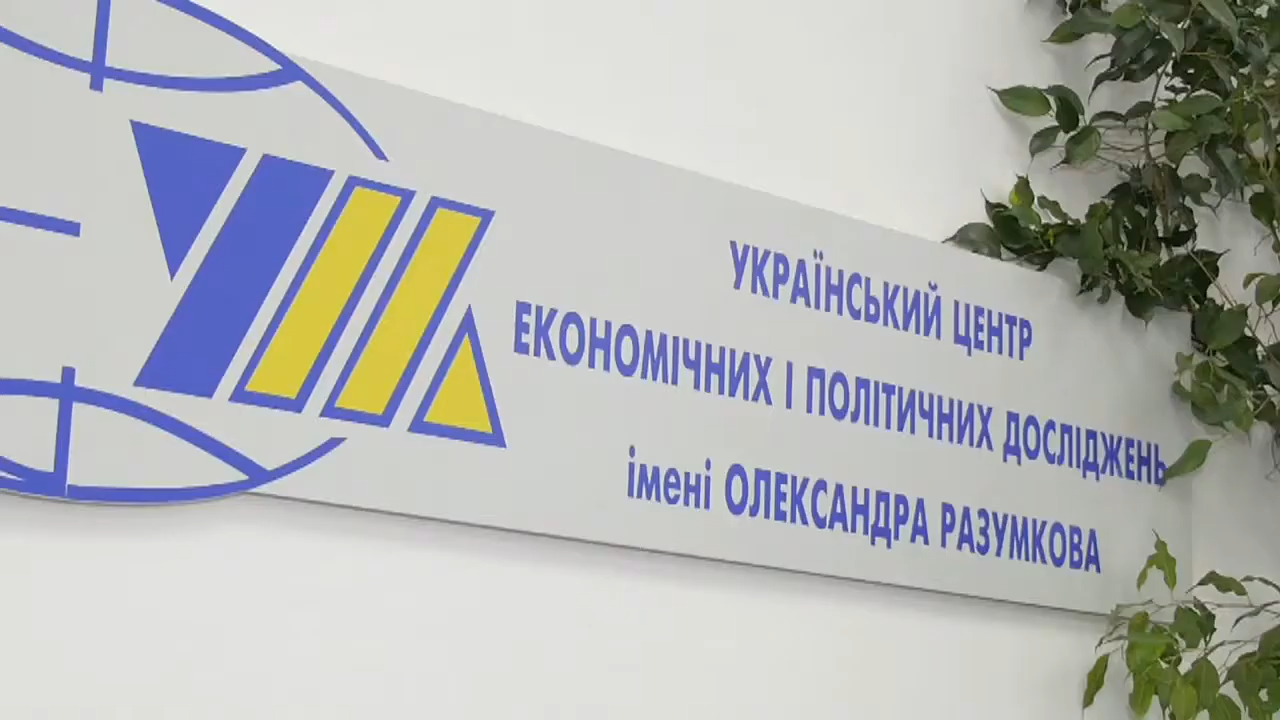 УКРАЇНСЬКИЙ ЦЕНТР
ЕКОНОМІЧНИХ І ПОЛІТИЧНИХ ДОСЛІДЖЕНЬ
імені ОЛЕКСАНДРА РАЗУМКОВА